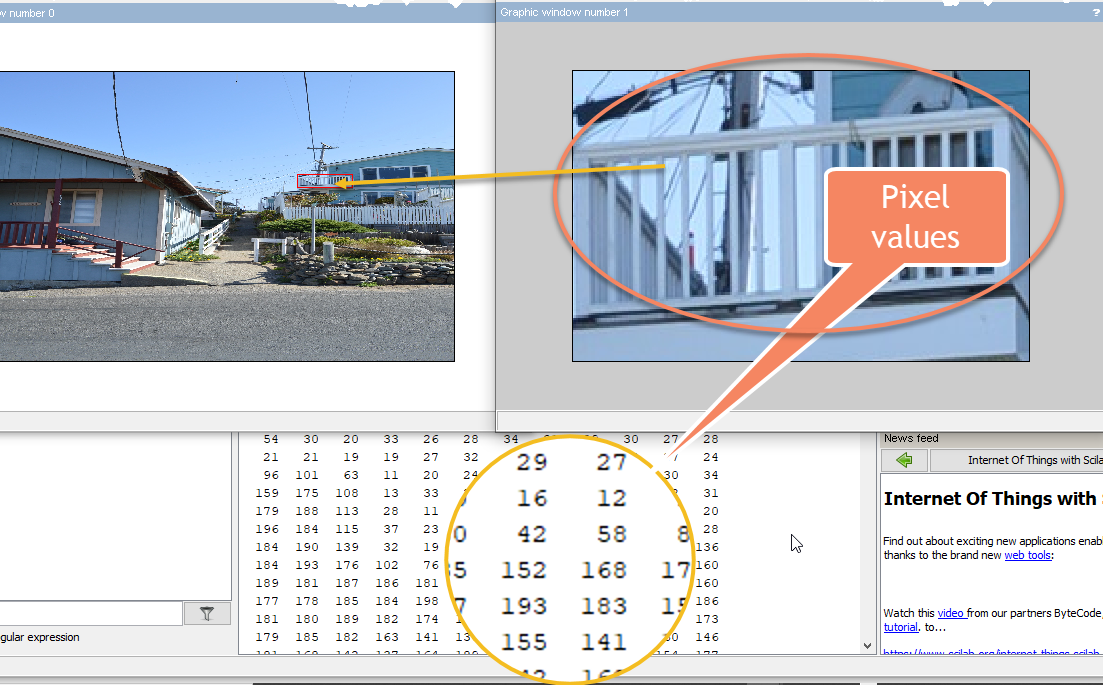 w number 0
Graphic window number 1
?
Pixel
values
54 30 20 33 26 28 34 30 27 28
21 21 19 19 27 32 24
96 101 63 11 20 24 30 34
159 175 108 13 33 31
179 188 113 28 11 20
196 184 115 37 23 28
184 190 139 32 19 136
184 193 176 102 76 160
189 181 187 186 181 160
177 178 185 184 198 186
181 180 189 182 174 173
179 185 182 163 141 146
29 27
16 12
0 42 58 8
152 168 17
193 183 15
155 141
gular expression
News feed
Internet Of Things with Scila
Internet Of Things with
Find out about exciting new applications enabl
thanks to the brand new web tools:
Watch this video from our partners ByteCode,
tutorial. to...
https://www.scilab.org/internet-things-scilab